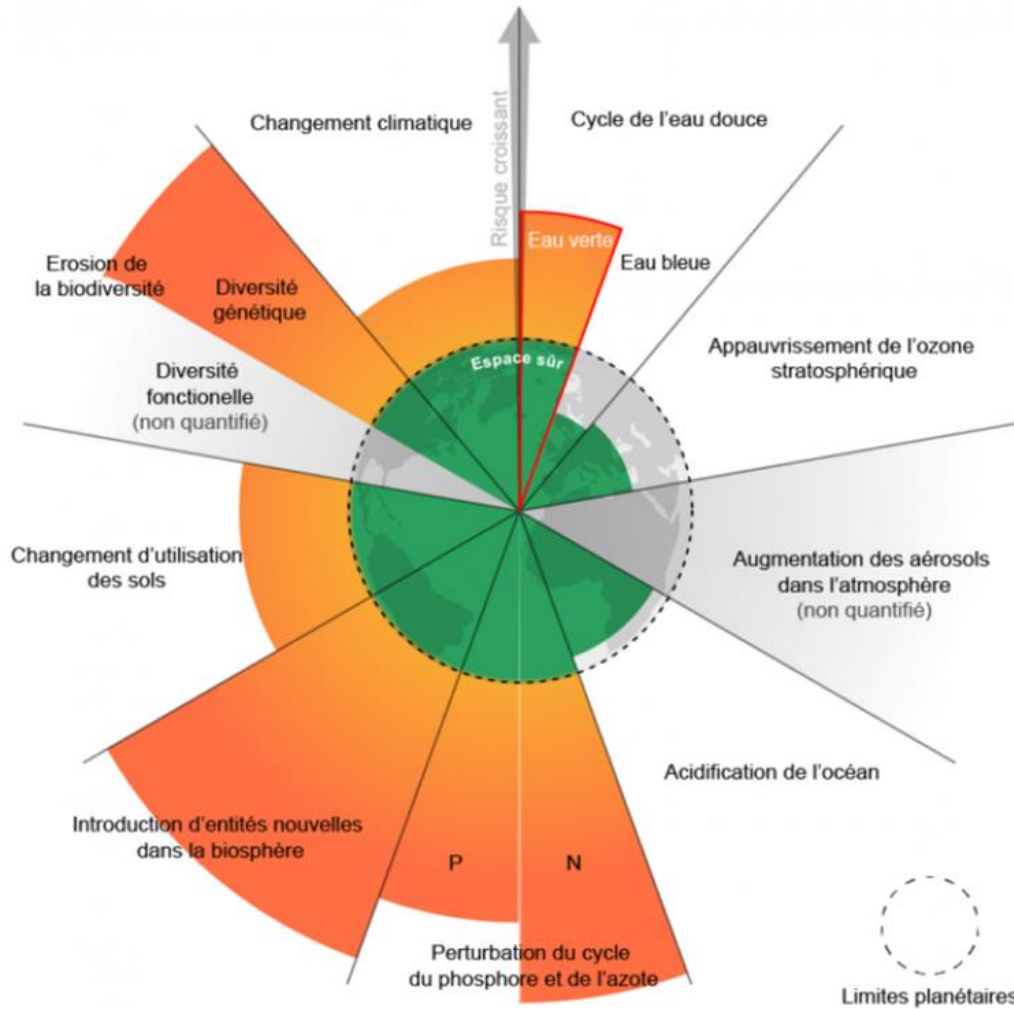 Changement climatique
Risque croissant
Cycle de l'eau douce
Eau verte
Eau bleue
Erosion de
la biodiversité
Diversité
génétique
Diversité
fonctionelle
(non quantifié)
Espace sûr
Appauvrissement de l'ozone
stratosphérique
Changement d'utilisation
des sols
Augmentation des aérosols
dans l'atmosphère
(non quantifié)
Introduction d'entités nouvelles
dans la biosphère
P
N
Acidification de l'océan
Perturbation du cycle
du phosphore et de l'azote
Limites planétaires